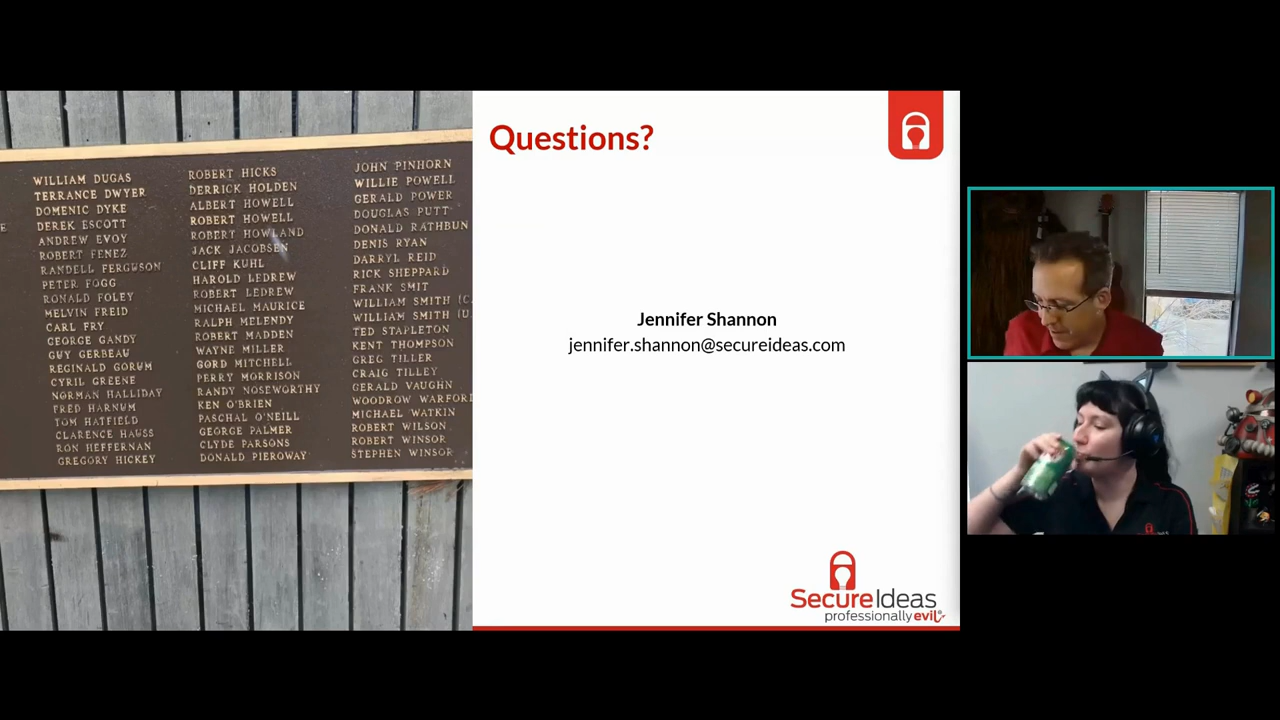 WILLIAM DUGAS
TERRANCE DWYER
DOMENIC DYKE
DEREK ESCOTT
ANDREW EVOY
ROBERT FENEZ
RANDELL FERGUSON
PETER FOGG
RONALD FOLEY
MELVIN FREID
CARL FRY
GEORGE GANDY
GUY GERBEAU
REGINALD GORUM
CYRIL GREENE
NORMAN HALLIDAY
FRED HARNUM
TOM HATFIELD
CLARENCE HAUSS
RON HEFFERNAN
GREGORY HICKEY
ROBERT HICKS
DERRICK HOLDEN
ALBERT HOWELL
ROBERT HOWELL
ROBERT HOWLAND
JACK JACOBSEN
CLIFF KUHL
HAROLD LEDREW
ROBERT LEDREW
MICHAEL MAURICE
RALPH MELENDY
ROBERT MADDEN
WAYNE MILLER
GORD MITCHELL
PERRY MORRISON
RANDY NOSEWORTHY
KEN O'BRIEN
PASCHAL O'NEILL
GEORGE PALMER
CLYDE PARSONS
DONALD PIEROWAY
JOHN PINHORN
WILLIE POWELL
GERALD POWER
DOUGLAS PUTT
DONALD RATHBUN
DENIS RYAN
DARRYL REID
RICK SHEPPARD
FRANK SMIT
WILLIAM SMITH (C.
WILLIAM SMITH (U.
TED STAPLETON
KENT THOMPSON
GREG TILLER
CRAIG TILLEY
GERALD VAUGHN
WOODROW WARFOR
MICHAEL WATKIN
ROBERT WILSON
ROBERT WINSOR
STEPHEN WINSOR
Questions?
Jennifer Shannon
jennifer.shannon@secureideas.com
SecureIdeas
professionally evil